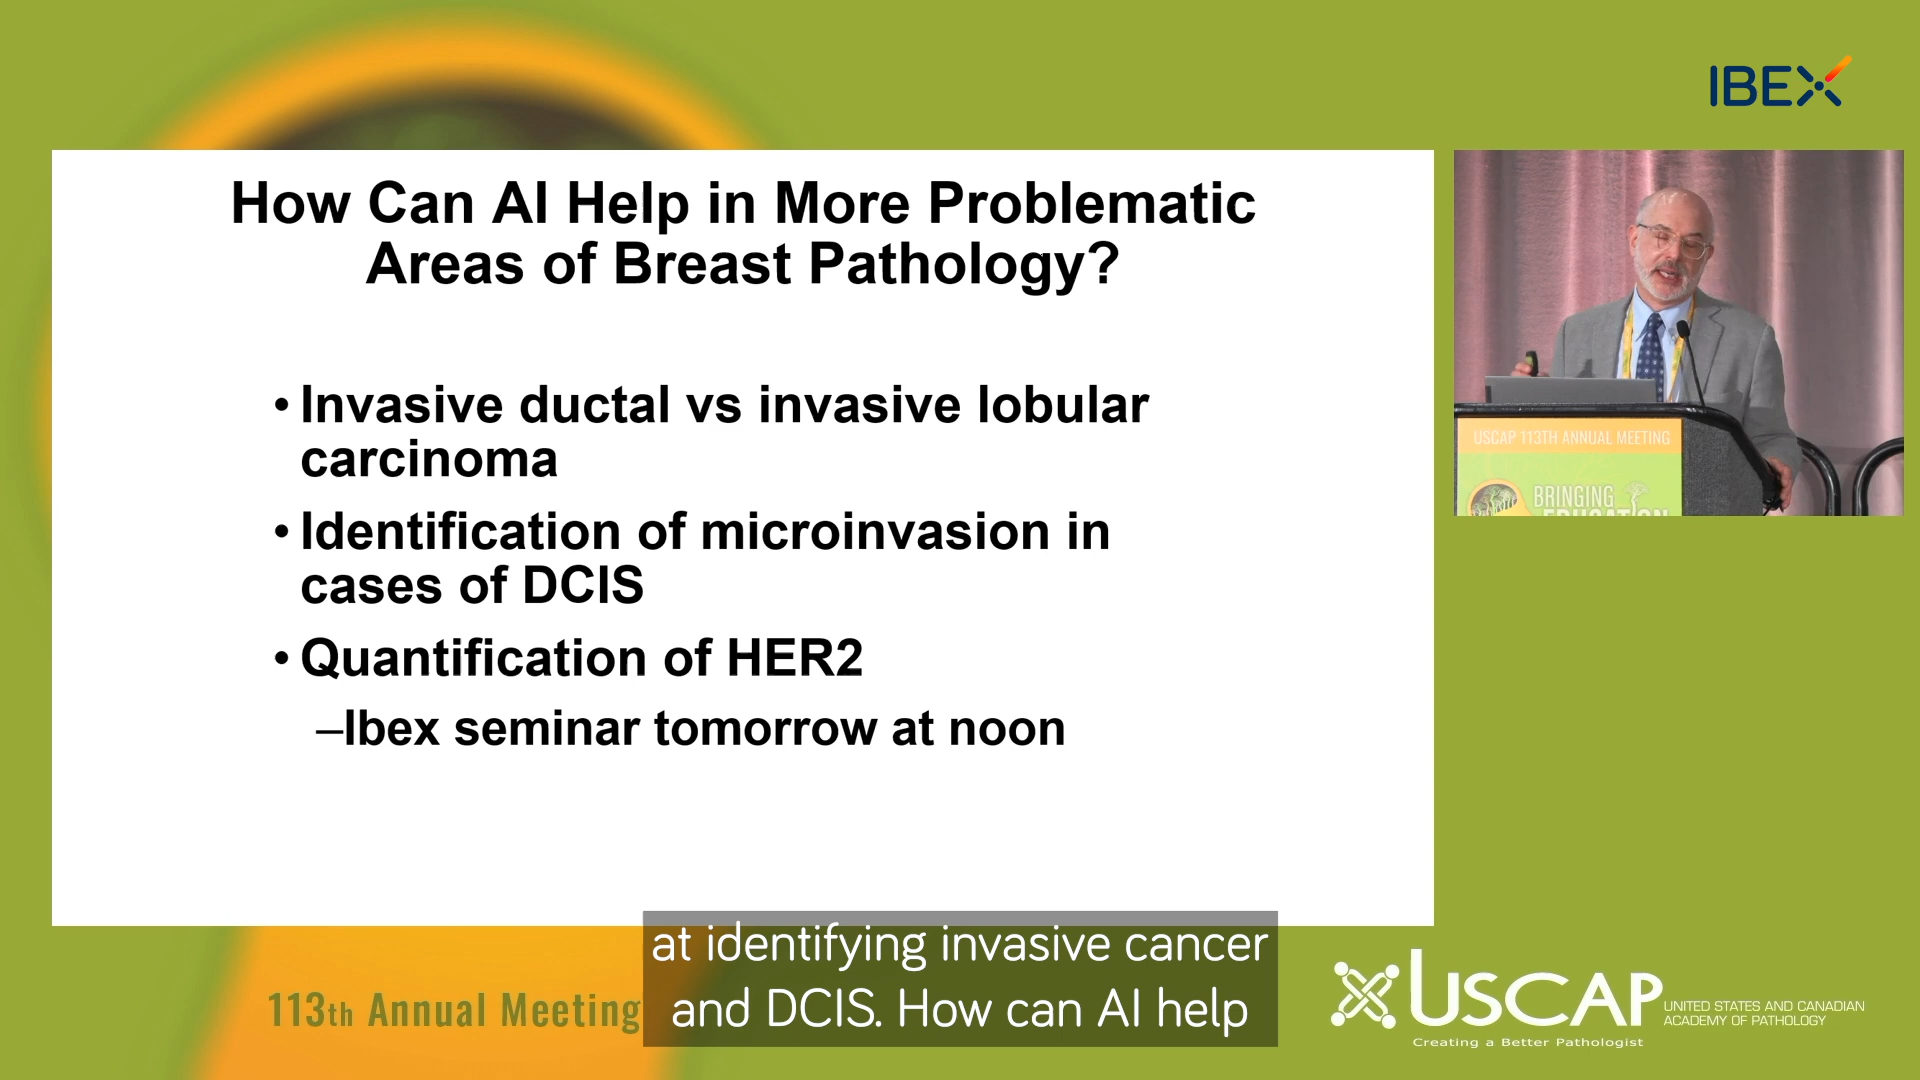 IBEX
How Can AI Help in More Problematic
Areas of Breast Pathology?
• Invasive ductal vs invasive lobular
carcinoma
• Identification of microinvasion in
cases of DCIS
• Quantification of HER2
–Ibex seminar tomorrow at noon
USCAP 113TH ANNUAL MEETING
BRINGING
EDUCATION
at identifying invasive cancer
and DCIS. How can AI help
113th Annual Meeting
USCAP
UNITED STATES AND CANADIAN
ACADEMY OF PATHOLOGY
Creating a Better Pathologist